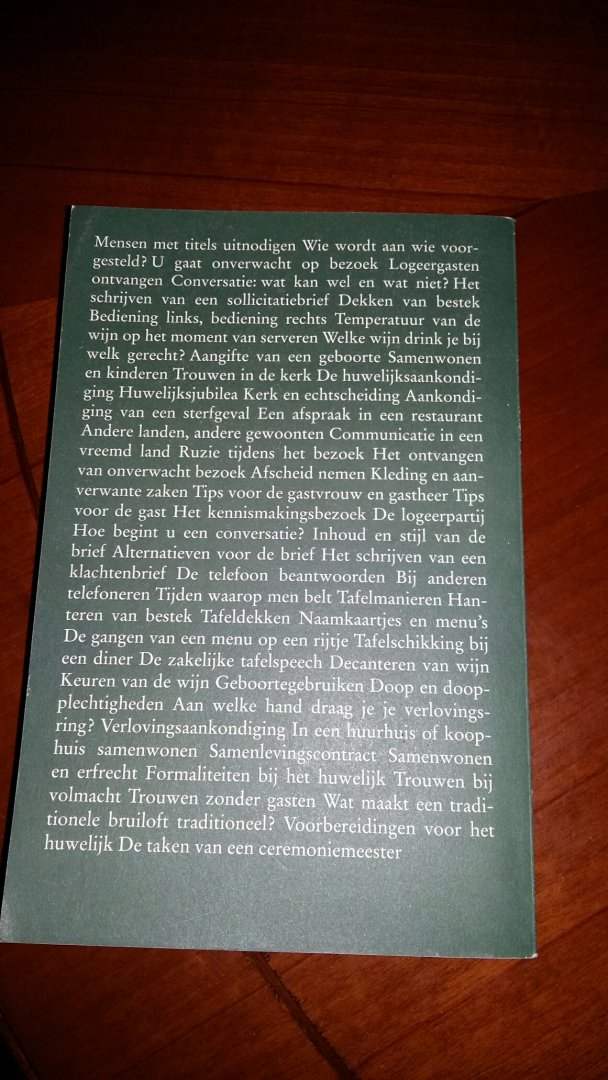 Mensen met titels uitnodigen Wie wordt aan wie voor-
gesteld? U gaat onverwacht op bezoek Logeergasten
ontvangen Conversatie: wat kan wel en wat niet? Het
schrijven van een sollicitatiebrief Dekken van bestek
Bediening links, bediening rechts Temperatuur van de
wijn op het moment van serveren Welke wijn drink je bij
welk gerecht? Aangifte van een geboorte Samenwonen
en kinderen Trouwen in de kerk De huwelijksaankondi-
ging Huwelijksjubilea Kerk en echtscheiding Aankondi-
ging van een sterfgeval Een afspraak in een restaurant
Andere landen, andere gewoonten Communicatie in een
vreemd land Ruzie tijdens het bezoek Het ontvangen
van onverwacht bezoek Afscheid nemen Kleding en aan-
verwante zaken Tips voor de gastvrouw en gastheer Tips
voor de gast Het kennismakingsbezoek De logeerpartij
Hoe begint u een conversatie? Inhoud en stijl van de
brief Alternatieven voor de brief Het schrijven van een
klachtenbrief De telefoon beantwoorden Bij anderen
telefoneren Tijden waarop men belt Tafelmanieren Han-
teren van bestek Tafeldekken Naamkaartjes en menu's
De gangen van een menu op een rijtje Tafelschikking bij
een diner De zakelijke tafelspeech Decanteren van wijn
Keuren van de wijn Geboortegebruiken Doop en doop-
plechtigheden Aan welke hand draag je je verlovings-
ring? Verlovingsaankondiging In een huurhuis of koop-
huis samenwonen Samenlevingscontract Samenwonen
en erfrecht Formaliteiten bij het huwelijk Trouwen bij
volmacht Trouwen zonder gasten Wat maakt een tradi-
tionele bruiloft traditioneel? Voorbereidingen voor het
huwelijk De taken van een ceremoniemeester